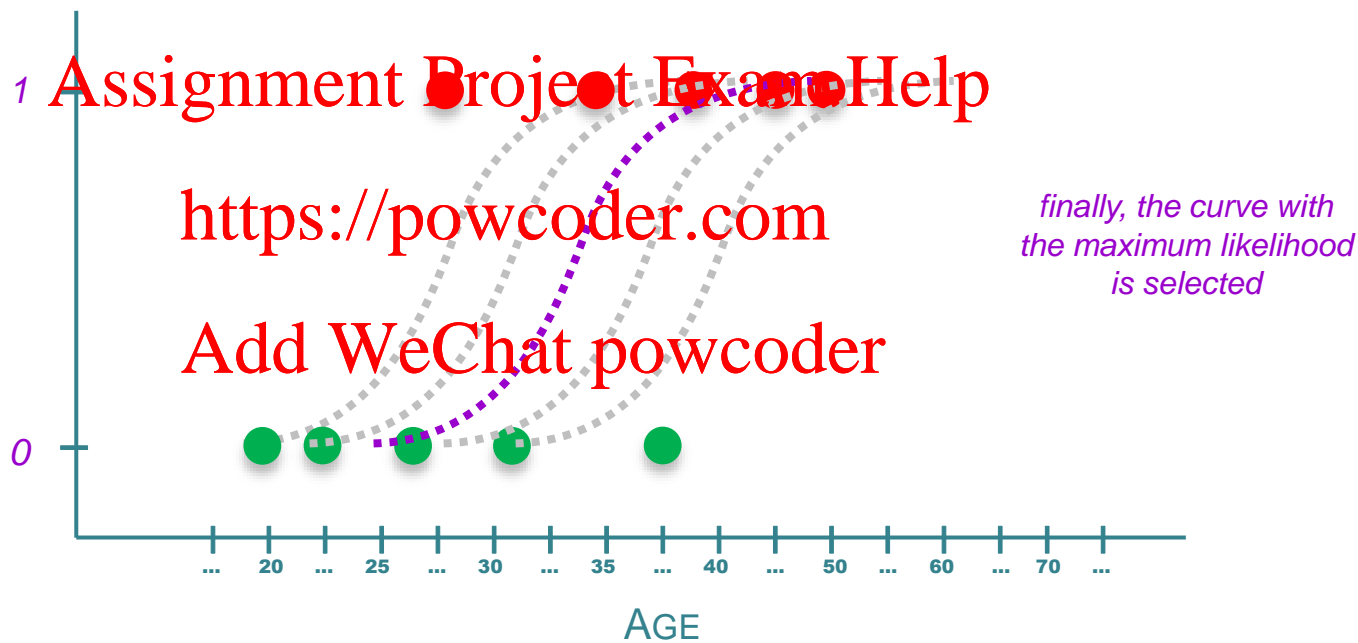 1
Assignment Project Exam Help
https://powcoder.com
finally, the curve with
the maximum likelihood
is selected
Add WeChat powcoder
0
... 20 ... 25 ... 30 ... 35 ... 40 ... 50 ... 60 ... 70 ...
AGE